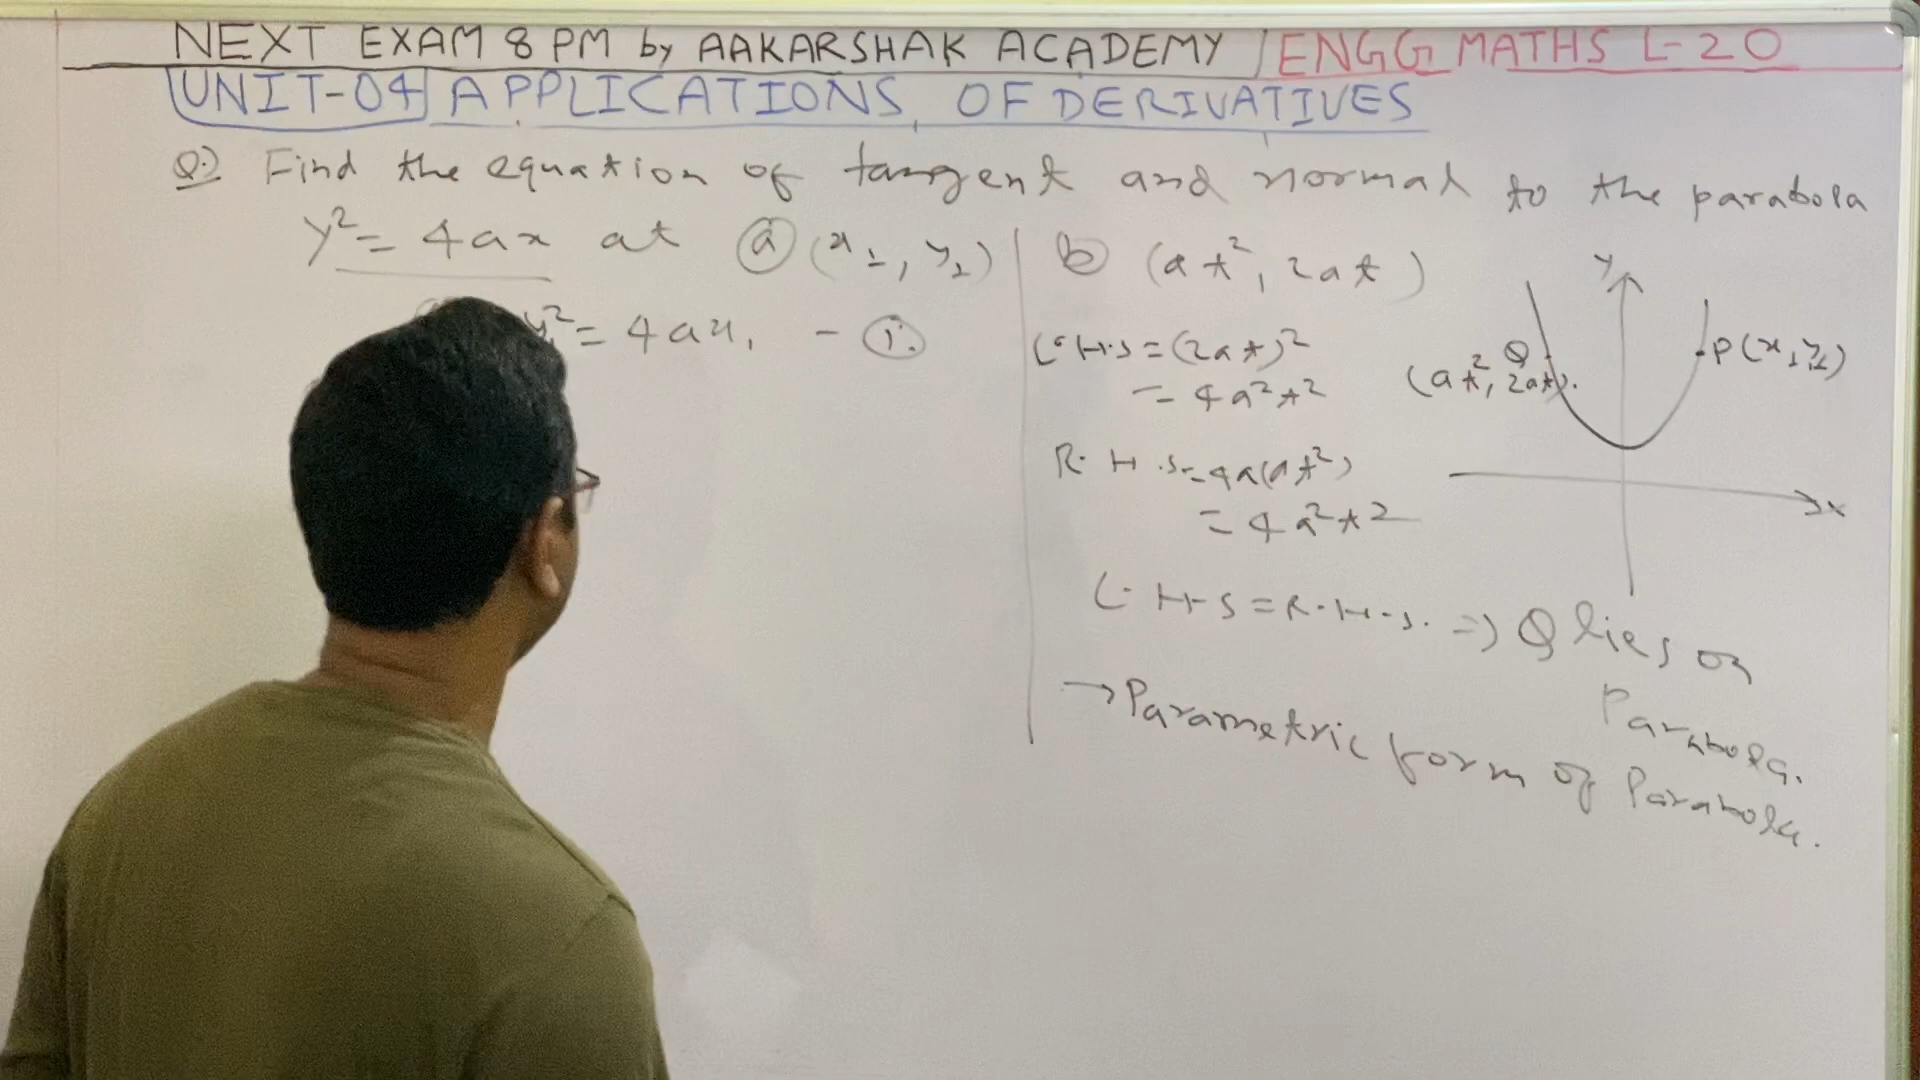 NEXT EXAM 8 PM by AAKARSHAK ACADEMY | ENGG MATHS L-20
UNIT-04 APPLICATIONS OF DERIVATIVES
Q.) Find the equation of tangent and normal to the parabola
y² = 4ax at ⓐ (x₁, y₁) | ⓑ (at², 2at)
y₁² = 4ax₁ - ⓘ
L.H.S = (2at)²
= 4a²t²
R.H.S = 4a(at²)
= 4a²t²
L.H.S = R.H.S. ⇒ Q lies on
Parabola.
→ Parametric form of Parabola.
y
Q
(at², 2at).
P(x₁, y₁)
x